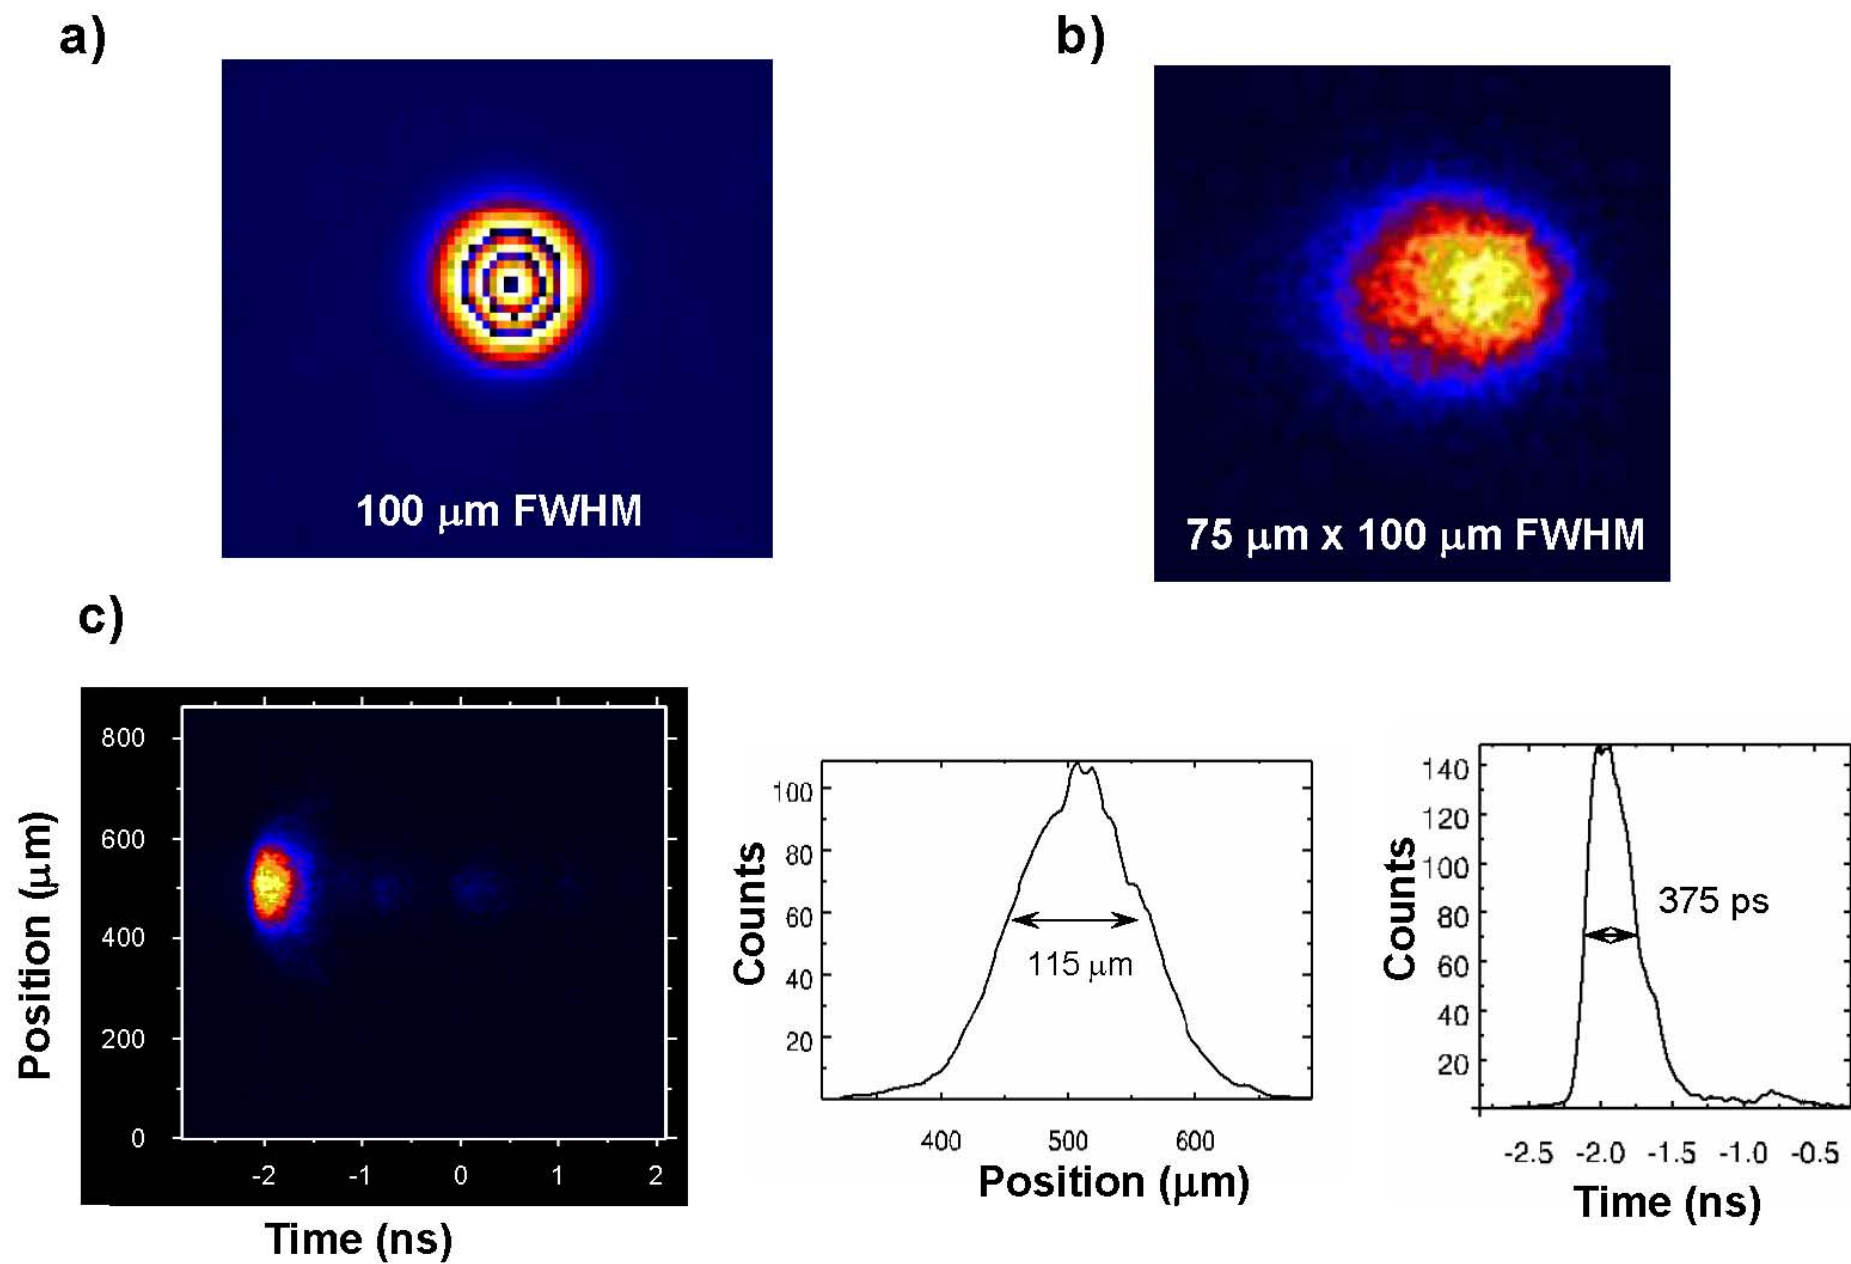 a)
100 μm FWHM
b)
75 μm x 100 μm FWHM
c)
Position (μm)
800
600
400
200
0
-2 -1 0 1 2
Time (ns)
Counts
100
80
60
40
20
115 μm
400 500 600
Position (μm)
Counts
140
120
100
80
60
40
20
375 ps
-2.5 -2.0 -1.5 -1.0 -0.5
Time (ns)